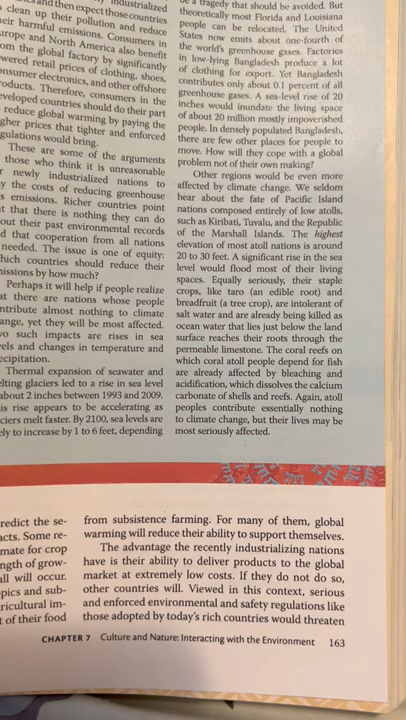 and then expect those countries
clean up their pollution and reduce
eir harmful emissions. Consumers in
urope and North America also benefit
om the global factory by significantly
wered retail prices of clothing, shoes,
onsumer electronics, and other offshore
roducts. Therefore, consumers in the
eveloped countries should do their part
reduce global warming by paying the
gher prices that tighter and enforced
gulations would bring.
These are some of the arguments
those who think it is unreasonable
r newly industrialized nations to
y the costs of reducing greenhouse
s emissions. Richer countries point
t that there is nothing they can do
out their past environmental records
d that cooperation from all nations
needed. The issue is one of equity:
hich countries should reduce their
issions by how much?
Perhaps it will help if people realize
at there are nations whose people
ntribute almost nothing to climate
ange, yet they will be most affected.
wo such impacts are rises in sea
vels and changes in temperature and
ecipitation.
Thermal expansion of seawater and
elting glaciers led to a rise in sea level
about 2 inches between 1993 and 2009.
is rise appears to be accelerating as
ciers melt faster. By 2100, sea levels are
ely to increase by 1 to 6 feet, depending
be a tragedy that should be avoided. But
theoretically most Florida and Louisiana
people can be relocated. The United
States now emits about one-fourth of
the world's greenhouse gases. Factories
in low-lying Bangladesh produce a lot
of clothing for export. Yet Bangladesh
contributes only about 0.1 percent of all
greenhouse gases. A sea-level rise of 20
inches would inundate the living space
of about 20 million mostly impoverished
people. In densely populated Bangladesh,
there are few other places for people to
move. How will they cope with a global
problem not of their own making?
Other regions would be even more
affected by climate change. We seldom
hear about the fate of Pacific Island
nations composed entirely of low atolls,
such as Kiribati, Tuvalu, and the Republic
of the Marshall Islands. The highest
elevation of most atoll nations is around
20 to 30 feet. A significant rise in the sea
level would flood most of their living
spaces. Equally seriously, their staple
crops, like taro (an edible root) and
breadfruit (a tree crop), are intolerant of
salt water and are already being killed as
ocean water that lies just below the land
surface reaches their roots through the
permeable limestone. The coral reefs on
which coral atoll people depend for fish
are already affected by bleaching and
acidification, which dissolves the calcium
carbonate of shells and reefs. Again, atoll
peoples contribute essentially nothing
to climate change, but their lives may be
most seriously affected.
redict the se-
acts. Some re-
mate for crop
ngth of grow-
all will occur.
pics and sub-
ricultural im-
t of their food
from subsistence farming. For many of them, global
warming will reduce their ability to support themselves.
The advantage the recently industrializing nations
have is their ability to deliver products to the global
market at extremely low costs. If they do not do so,
other countries will. Viewed in this context, serious
and enforced environmental and safety regulations like
those adopted by today's rich countries would threaten
CHAPTER 7 Culture and Nature: Interacting with the Environment 163